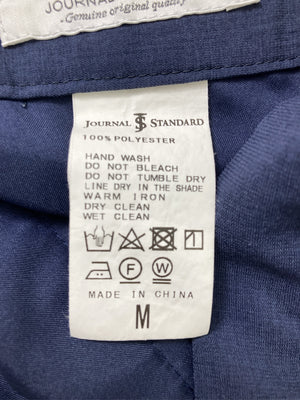 JOURNAL
-Genuine original quality
JOURNAL JS STANDARD
100% POLYESTER
HAND WASH
DO NOT BLEACH
DO NOT TUMBLE DRY
LINE DRY IN THE SHADE
WARM IRON
DRY CLEAN
WET CLEAN
F W
MADE IN CHINA
M